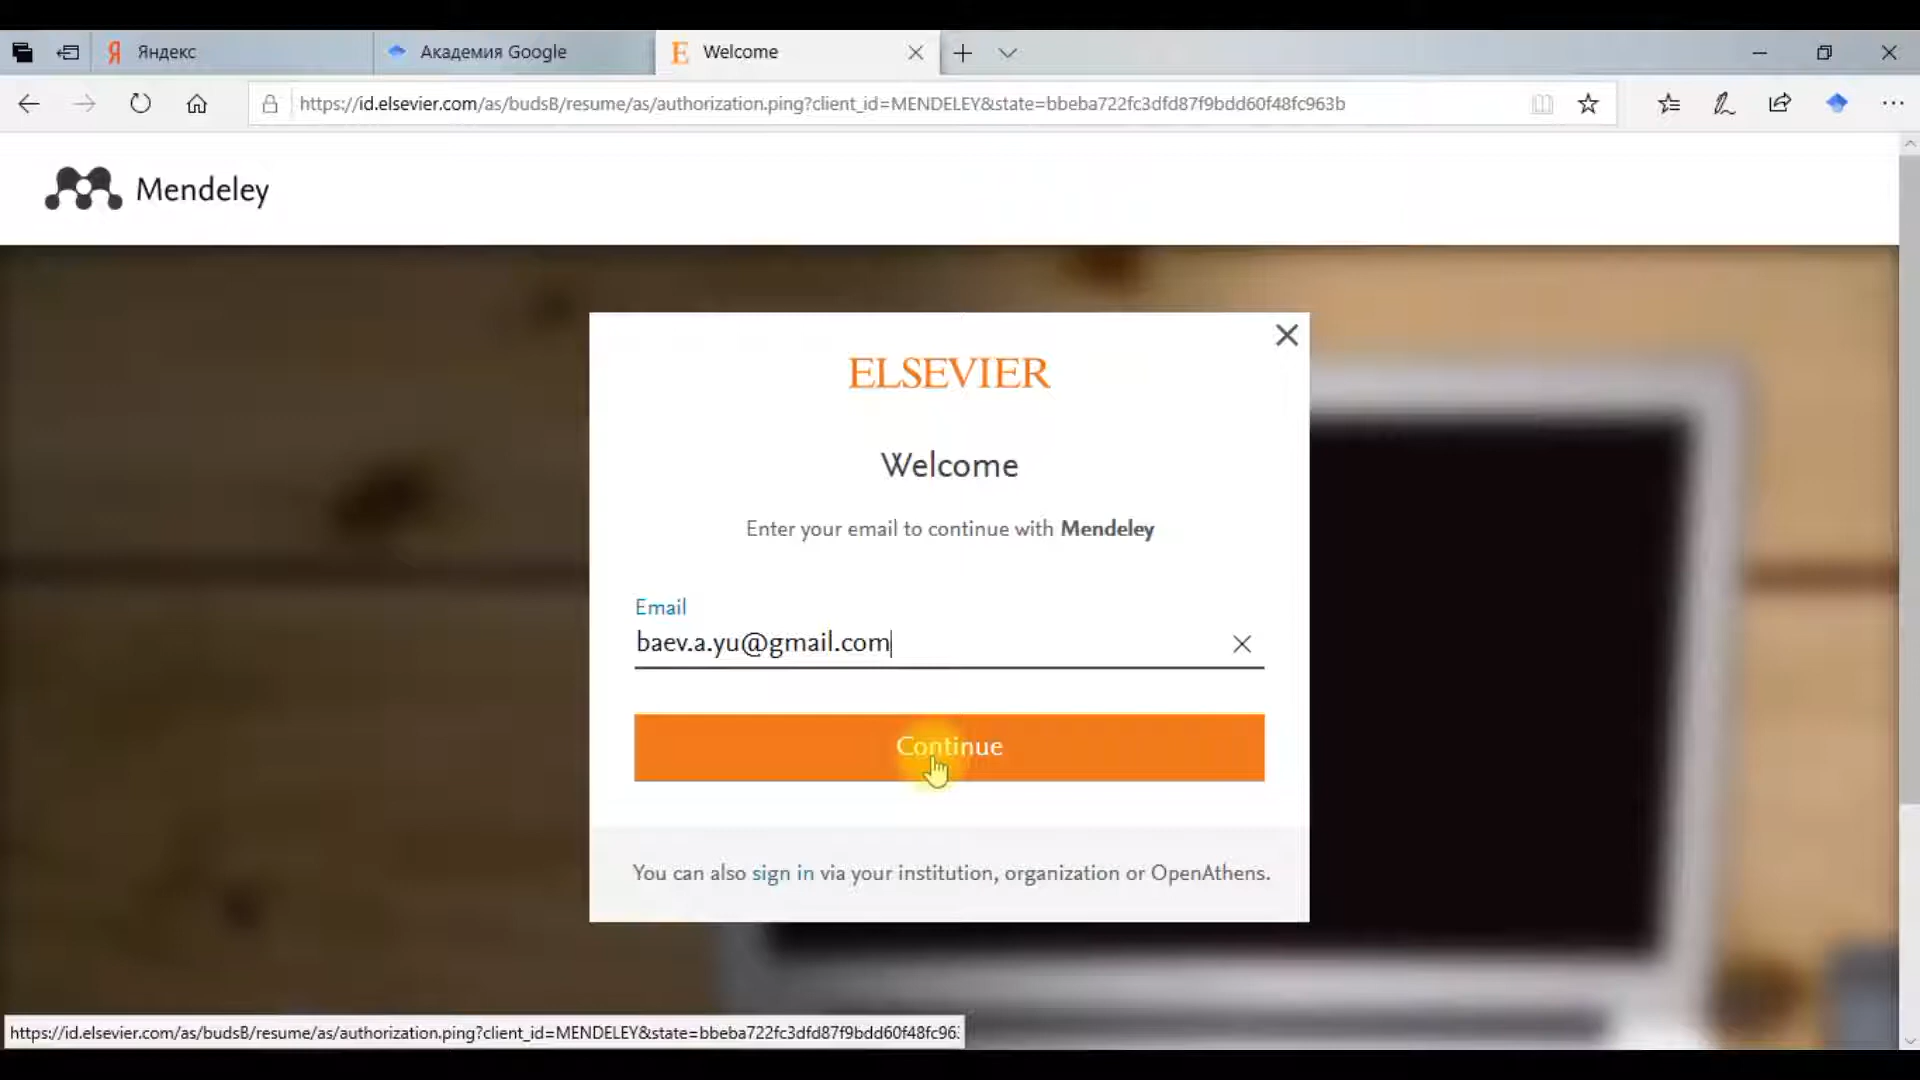 Яндекс
Академия Google
Welcome
https://id.elsevier.com/as/budsB/resume/as/authorization.ping?client_id=MENDELEY&state=bbeba722fc3dfd87f9bdd60f48fc963b
Mendeley
ELSEVIER
Welcome
Enter your email to continue with Mendeley
Email
baev.a.yu@gmail.com
Continue
You can also sign in via your institution, organization or OpenAthens.
https://id.elsevier.com/as/budsB/resume/as/authorization.ping?client_id=MENDELEY&state=bbeba722fc3dfd87f9bdd60f48fc963